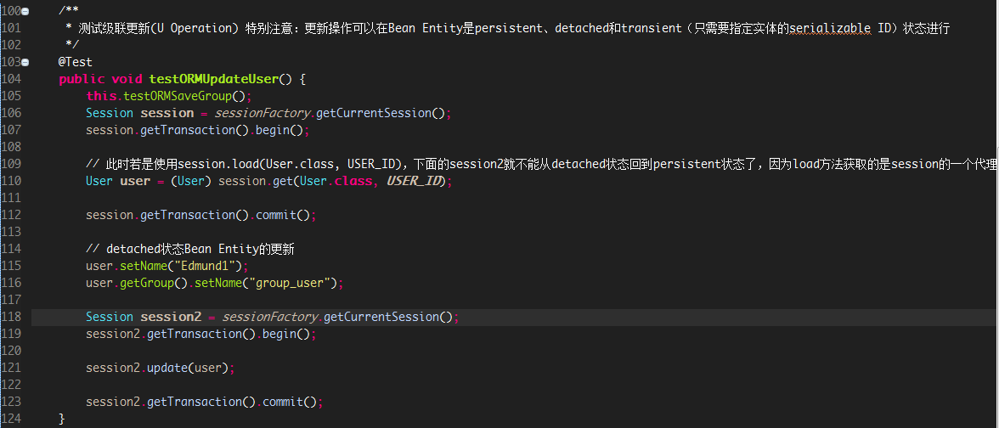 100 /**
101 * 测试级联更新(U Operation) 特别注意：更新操作可以在Bean Entity是persistent、detached和transient（只需要指定实体的serializable ID）状态进行
102 */
103 @Test
104 public void testORMUpdateUser() {
105 this.testORMSaveGroup();
106 Session session = sessionFactory.getCurrentSession();
107 session.getTransaction().begin();
108
109 // 此时若是使用session.load(User.class, USER_ID)，下面的session2就不能从detached状态回到persistent状态了，因为load方法获取的是session的一个代理
110 User user = (User) session.get(User.class, USER_ID);
111
112 session.getTransaction().commit();
113
114 // detached状态Bean Entity的更新
115 user.setName("Edmund1");
116 user.getGroup().setName("group_user");
117
118 Session session2 = sessionFactory.getCurrentSession();
119 session2.getTransaction().begin();
120
121 session2.update(user);
122
123 session2.getTransaction().commit();
124 }